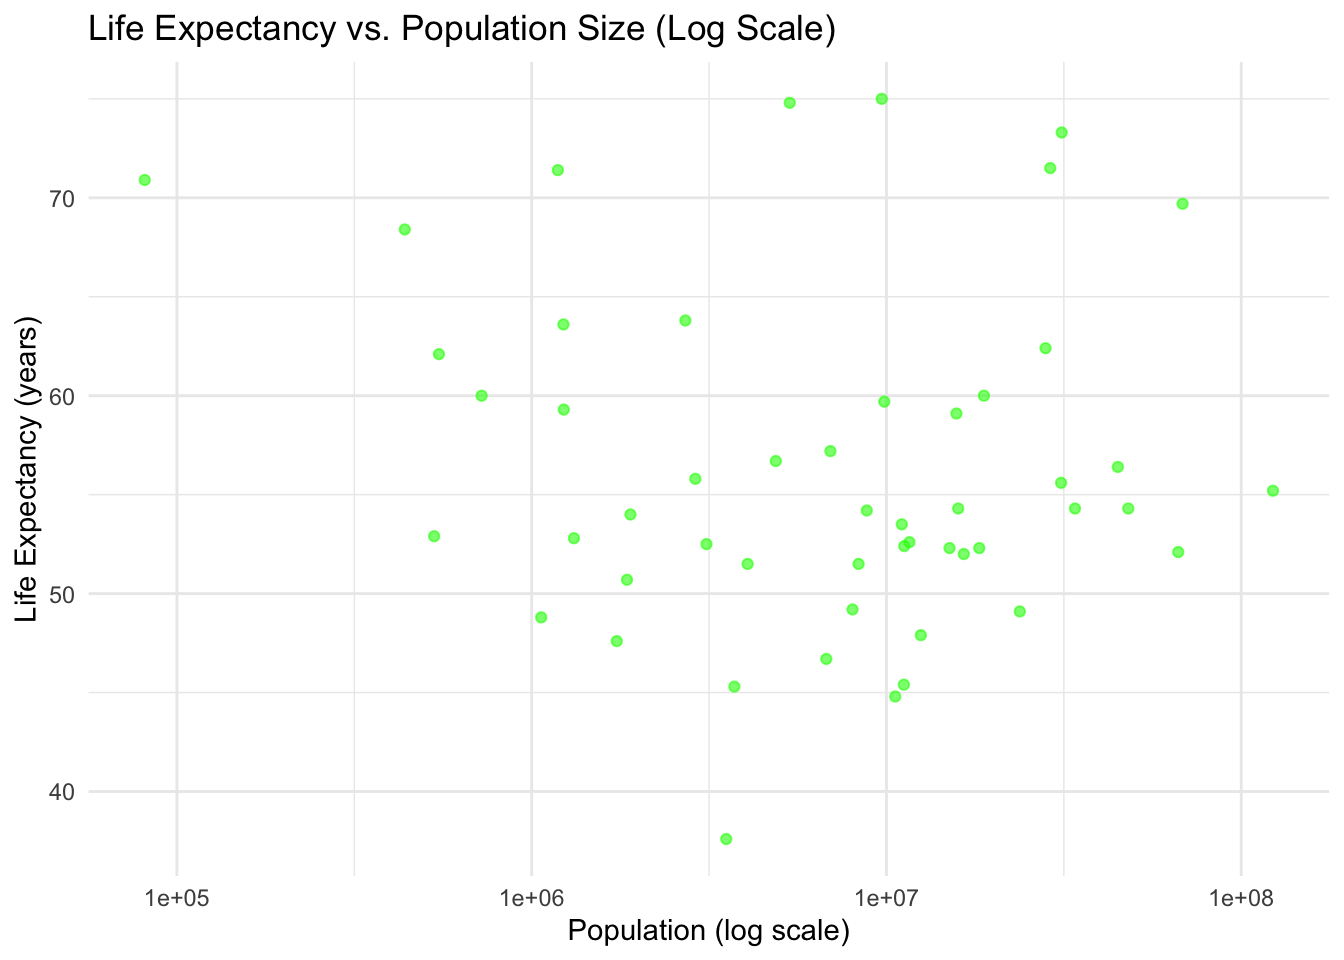 Life Expectancy vs. Population Size (Log Scale)
Life Expectancy (years)
70
60
50
40
1e+05
1e+06
1e+07
1e+08
Population (log scale)